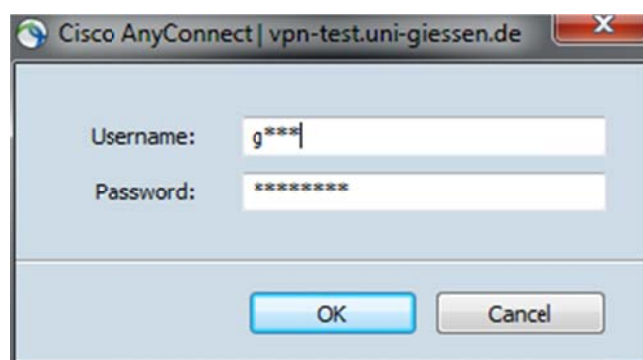 Cisco AnyConnect | vpn-test.uni-giessen.de
Username: g***
Password: ********
OK Cancel